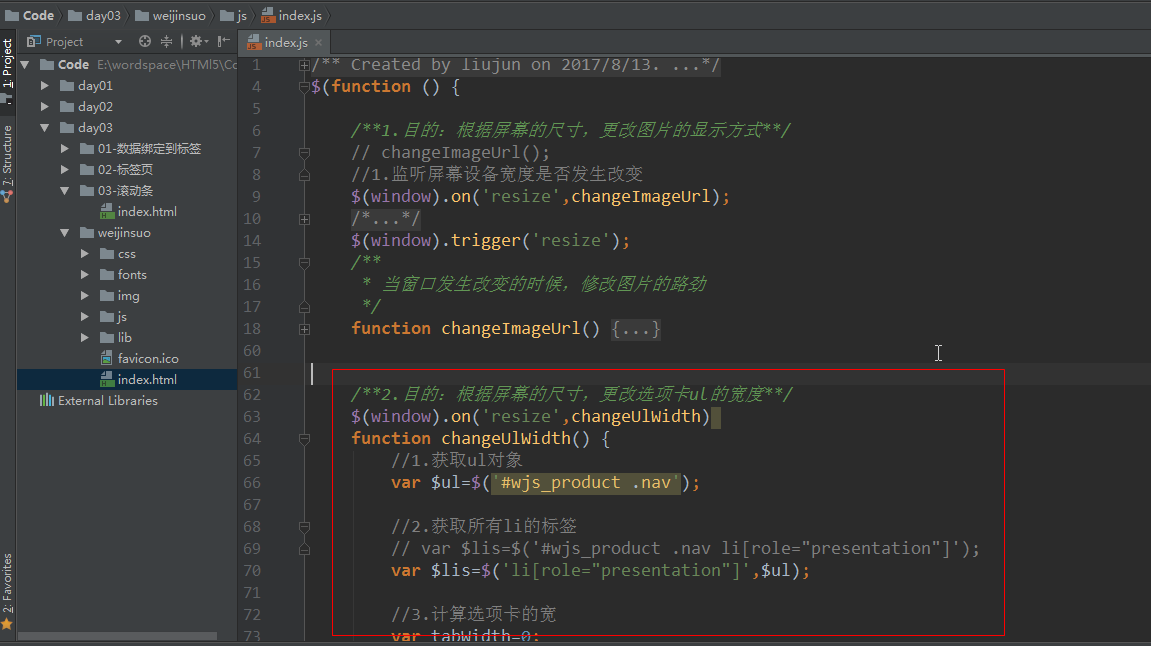 Code day03 weijinsuo js index.js
Project
index.js
1: Project
7: Structure
2: Favorites
Code E:\wordspace\HTMl5\Co
day01
day02
day03
01-数据绑定到标签
02-标签页
03-滚动条
index.html
weijinsuo
css
fonts
img
js
lib
favicon.ico
index.html
External Libraries
1 /** Created by liujun on 2017/8/13. ...*/
4 $(function () {
5
6 /**1.目的：根据屏幕的尺寸，更改图片的显示方式**/
7 // changeImageUrl();
8 //1.监听屏幕设备宽度是否发生改变
9 $(window).on('resize',changeImageUrl);
10 /*...*/
14 $(window).trigger('resize');
15 /**
16 * 当窗口发生改变的时候，修改图片的路劲
17 */
18 function changeImageUrl() {...}
60
61
62 /**2.目的：根据屏幕的尺寸，更改选项卡ul的宽度**/
63 $(window).on('resize',changeUlWidth)
64 function changeUlWidth() {
65 //1.获取ul对象
66 var $ul=$('#wjs_product .nav');
67
68 //2.获取所有li的标签
69 // var $lis=$('#wjs_product .nav li[role="presentation"]');
70 var $lis=$('li[role="presentation"]',$ul);
71
72 //3.计算选项卡的宽
73 var tabWidth=0;